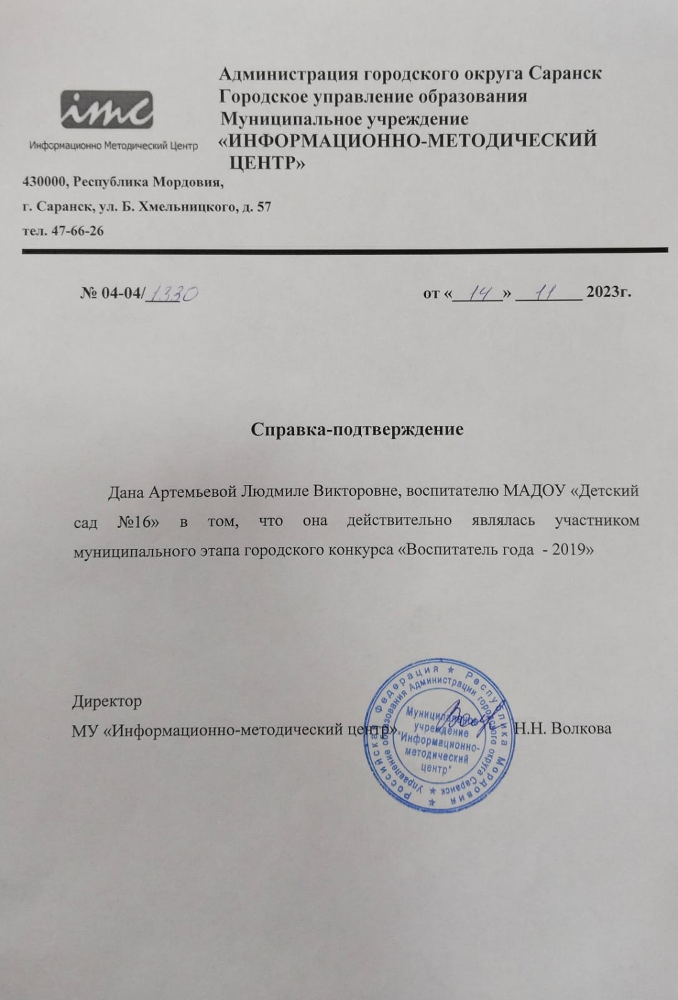 imc
Информационно Методический Центр
Администрация городского округа Саранск
Городское управление образования
Муниципальное учреждение
«ИНФОРМАЦИОННО-МЕТОДИЧЕСКИЙ
ЦЕНТР»
430000, Республика Мордовия,
г. Саранск, ул. Б. Хмельницкого, д. 57
тел. 47-66-26
№ 04-04/1330
от «14» 11 2023г.
Справка-подтверждение
Дана Артемьевой Людмиле Викторовне, воспитателю МАДОУ «Детский
сад №16» в том, что она действительно являлась участником
муниципального этапа городского конкурса «Воспитатель года - 2019»
Директор
МУ «Информационно-методический центр» Н.Н. Волкова
Российская Федерация ★ Республика Мордовия ★
Управление образования Администрации городского округа Саранск ★
Муниципальное
учреждение
"Информационно-
методический
центр"